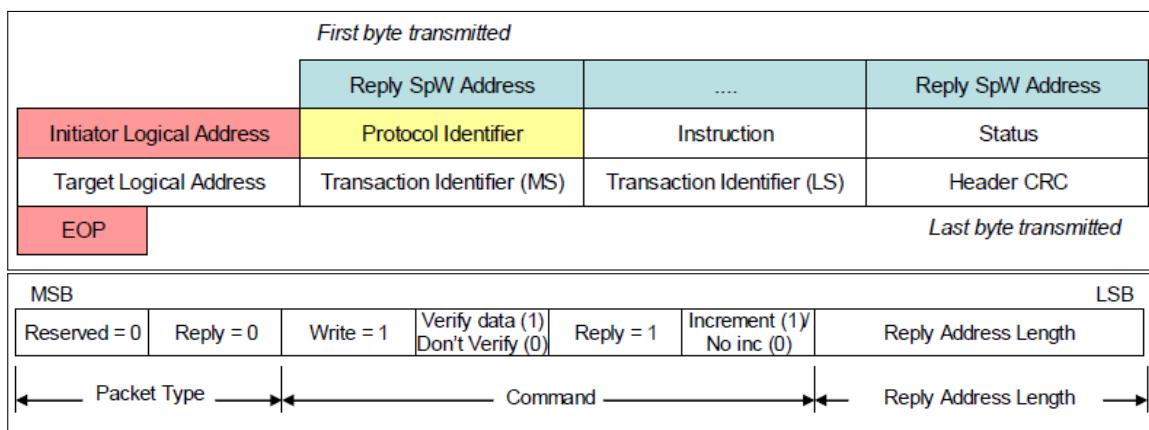 First byte transmitted
Reply SpW Address
....
Reply SpW Address
Initiator Logical Address
Protocol Identifier
Instruction
Status
Target Logical Address
Transaction Identifier (MS)
Transaction Identifier (LS)
Header CRC
EOP
Last byte transmitted
MSB
LSB
Reserved = 0
Reply = 0
Write = 1
Verify data (1)
Don't Verify (0)
Reply = 1
Increment (1)/
No inc (0)
Reply Address Length
Packet Type
Command
Reply Address Length